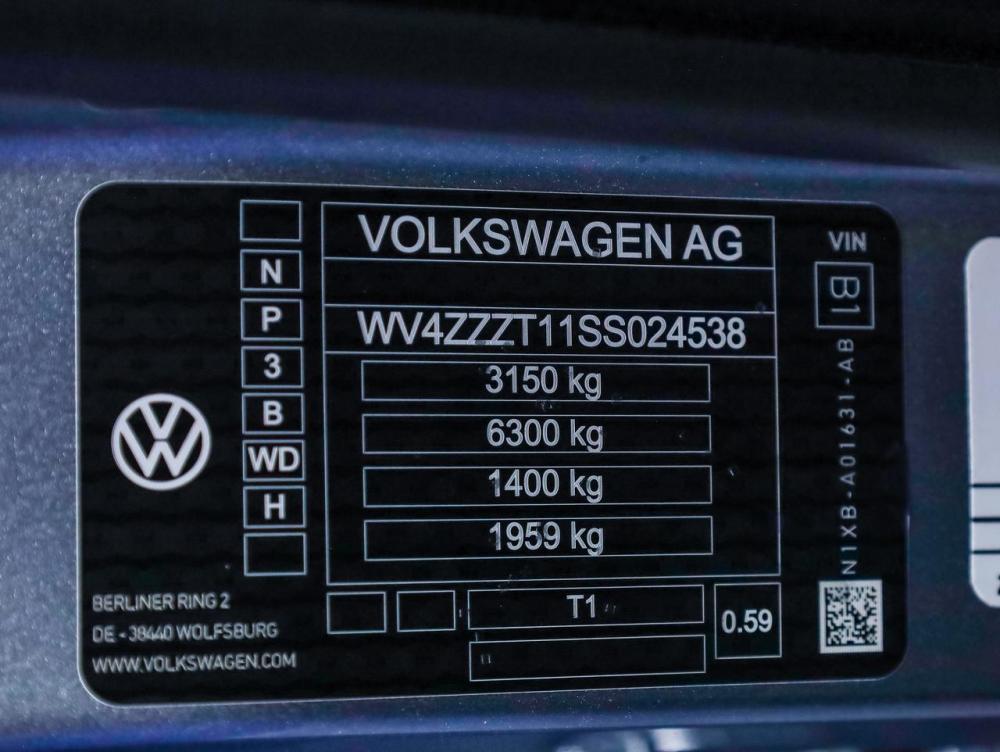 VOLKSWAGEN AG
WV4ZZZT11SS024538
3150 kg
6300 kg
1400 kg
1959 kg
T1
0.59
N
P
3
B
WD
H
VIN
B1
N1XB-A01631-AB
BERLINER RING 2
DE - 38440 WOLFSBURG
WWW.VOLKSWAGEN.COM